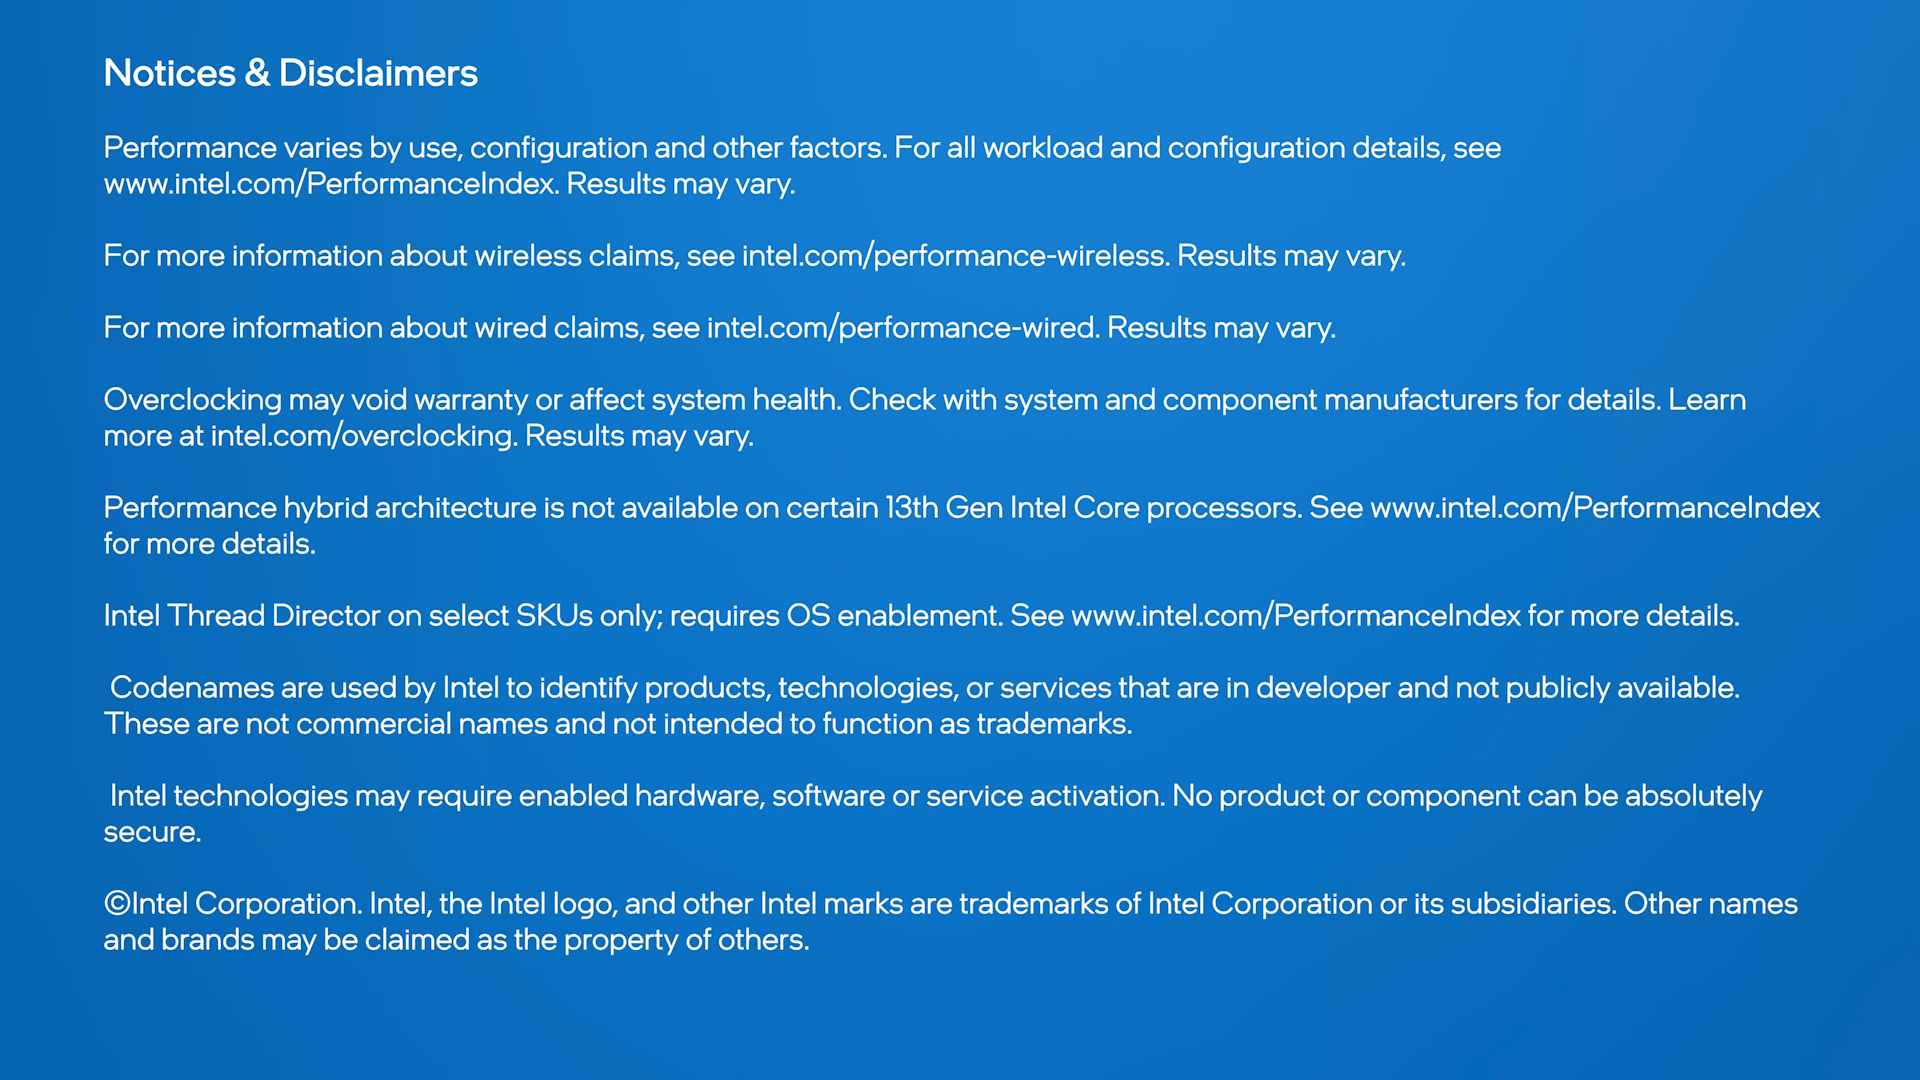 Notices & Disclaimers
Performance varies by use, configuration and other factors. For all workload and configuration details, see
www.intel.com/PerformanceIndex. Results may vary.
For more information about wireless claims, see intel.com/performance-wireless. Results may vary.
For more information about wired claims, see intel.com/performance-wired. Results may vary.
Overclocking may void warranty or affect system health. Check with system and component manufacturers for details. Learn
more at intel.com/overclocking. Results may vary.
Performance hybrid architecture is not available on certain 13th Gen Intel Core processors. See www.intel.com/PerformanceIndex
for more details.
Intel Thread Director on select SKUs only; requires OS enablement. See www.intel.com/PerformanceIndex for more details.
Codenames are used by Intel to identify products, technologies, or services that are in developer and not publicly available.
These are not commercial names and not intended to function as trademarks.
Intel technologies may require enabled hardware, software or service activation. No product or component can be absolutely
secure.
©Intel Corporation. Intel, the Intel logo, and other Intel marks are trademarks of Intel Corporation or its subsidiaries. Other names
and brands may be claimed as the property of others.